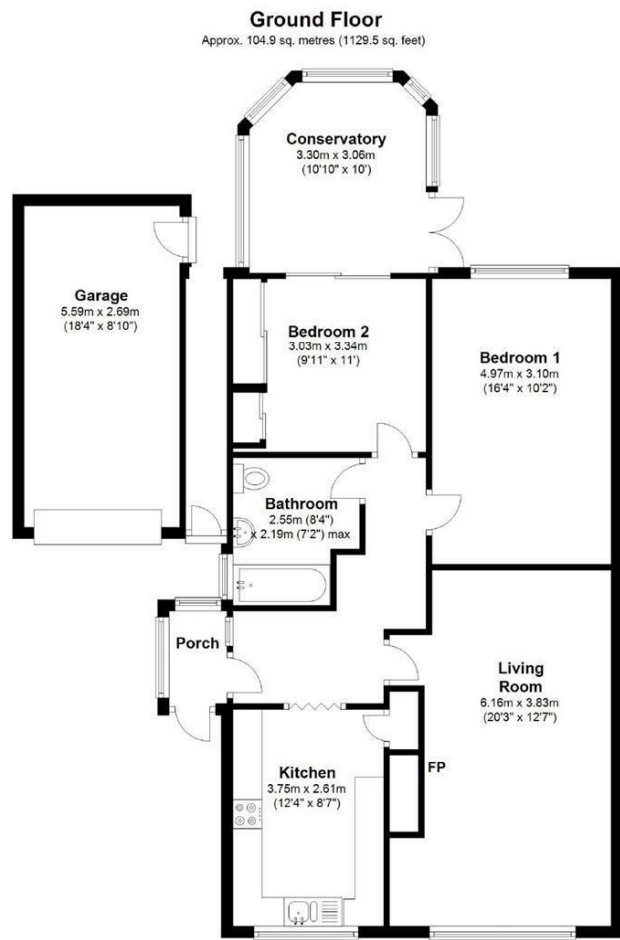 Ground Floor
Approx. 104.9 sq. metres (1129.5 sq. feet)
Conservatory
3.30m x 3.06m
(10'10" x 10')
Garage
5.59m x 2.69m
(18'4" x 8'10")
Bedroom 2
3.03m x 3.34m
(9'11" x 11')
Bedroom 1
4.97m x 3.10m
(16'4" x 10'2")
Bathroom
2.55m (8'4")
x 2.19m (7'2") max
Porch
Living
Room
6.16m x 3.83m
(20'3" x 12'7")
FP
Kitchen
3.75m x 2.61m
(12'4" x 8'7")